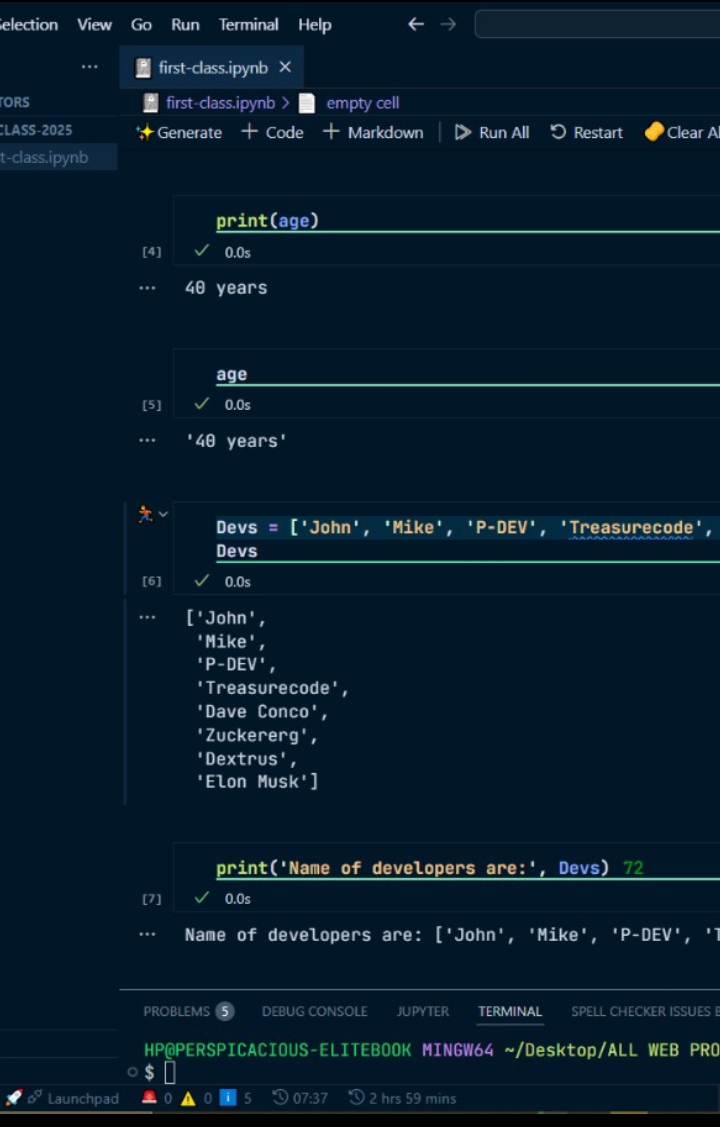 Selection View Go Run Terminal Help
first-class.ipynb
TORS
first-class.ipynb > empty cell
CLASS-2025
Generate + Code + Markdown Run All Restart Clear Al
t-class.ipynb
print(age)
[4] 0.0s
... 40 years
age
[5] 0.0s
... '40 years'
Devs = ['John', 'Mike', 'P-DEV', 'Treasurecode',
Devs
[6] 0.0s
... ['John',
'Mike',
'P-DEV',
'Treasurecode',
'Dave Conco',
'Zuckererg',
'Dextrus',
'Elon Musk']
print('Name of developers are:', Devs) 72
[7] 0.0s
... Name of developers are: ['John', 'Mike', 'P-DEV', 'T
PROBLEMS 5 DEBUG CONSOLE JUPYTER TERMINAL SPELL CHECKER ISSUES
HP@PERSPICACIOUS-ELITEBOOK MINGW64 ~/Desktop/ALL WEB PRO
$
Launchpad 0 0 5 07:37 2 hrs 59 mins